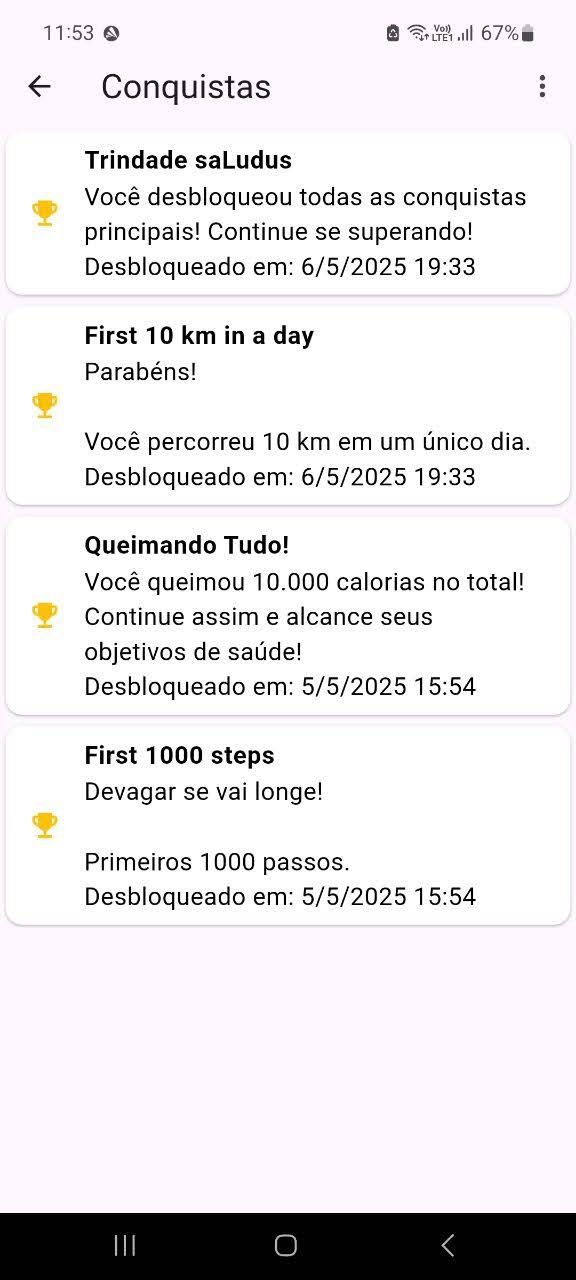 11:53
Vo)) LTE1 67%
Conquistas
Trindade saLudus
Você desbloqueou todas as conquistas
principais! Continue se superando!
Desbloqueado em: 6/5/2025 19:33
First 10 km in a day
Parabéns!
Você percorreu 10 km em um único dia.
Desbloqueado em: 6/5/2025 19:33
Queimando Tudo!
Você queimou 10.000 calorias no total!
Continue assim e alcance seus
objetivos de saúde!
Desbloqueado em: 5/5/2025 15:54
First 1000 steps
Devagar se vai longe!
Primeiros 1000 passos.
Desbloqueado em: 5/5/2025 15:54